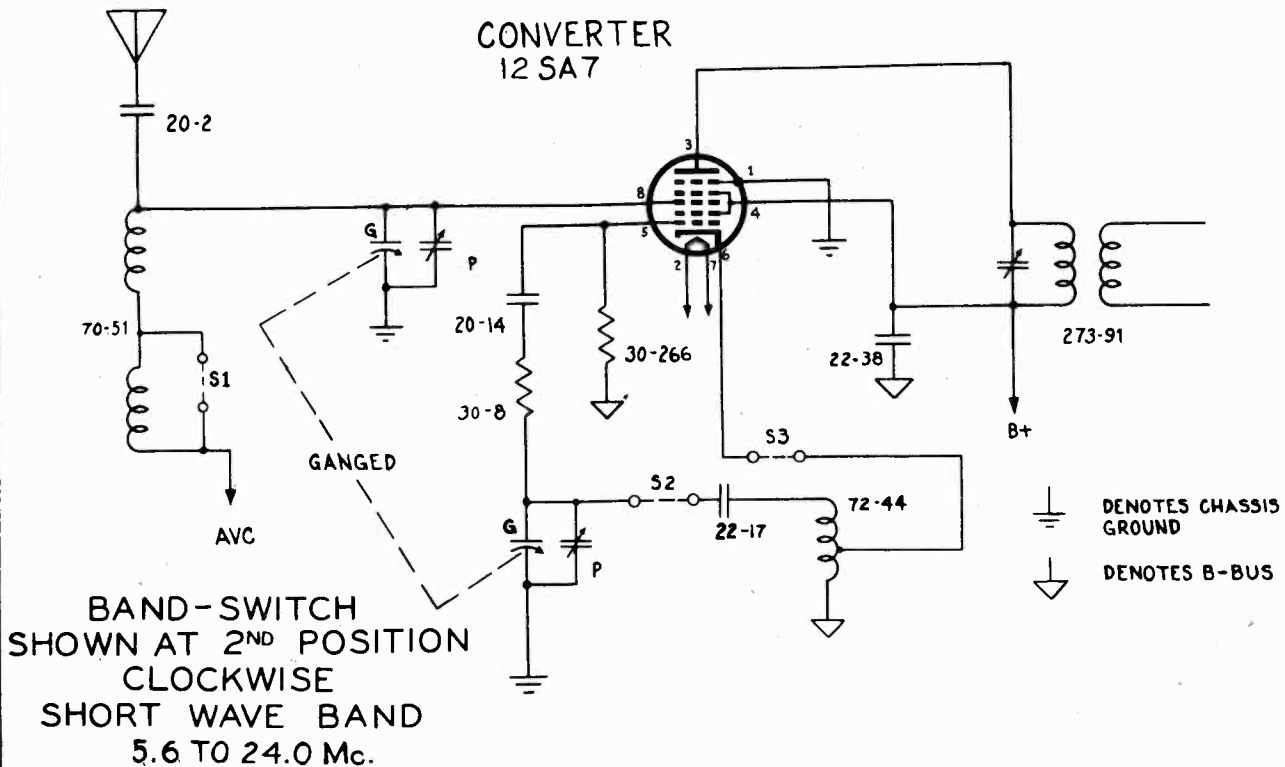 CONVERTER
12SA7
20-2
3
1
8
4
5
2
7
6
G
P
70-51
S1
20-14
30-266
22-38
273-91
30-8
B+
GANGED
S3
S2
72-44
AVC
G
P
22-17
DENOTES CHASSIS
GROUND
DENOTES B-BUS
BAND-SWITCH
SHOWN AT 2ND POSITION
CLOCKWISE
SHORT WAVE BAND
5.6 TO 24.0 Mc.